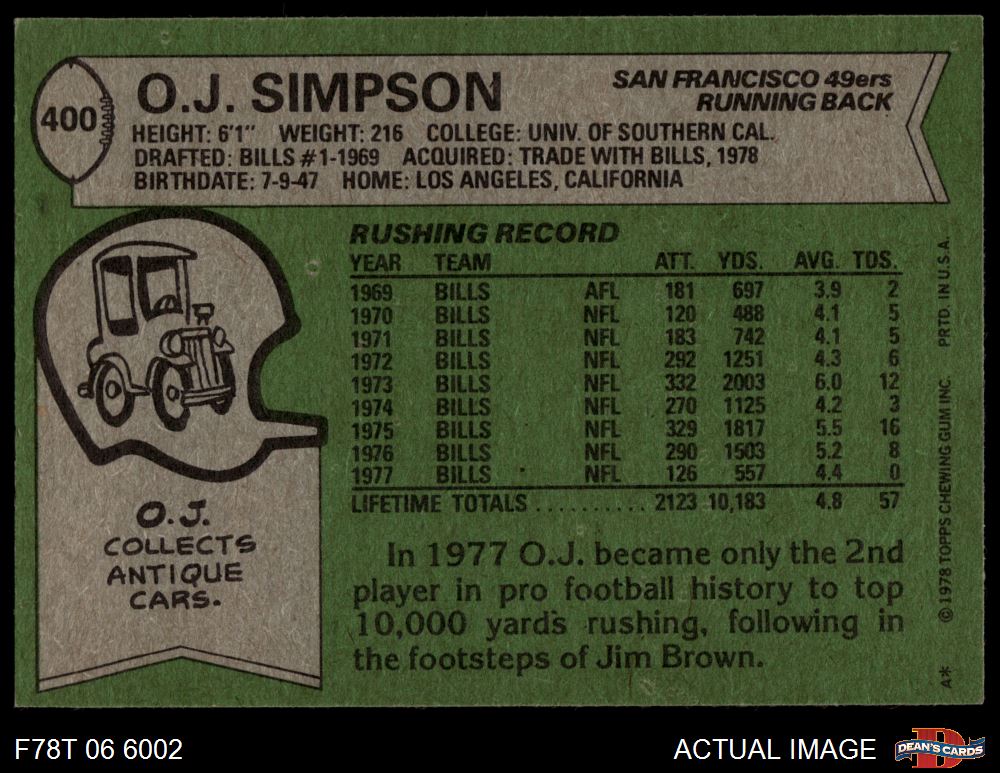 400
O.J. SIMPSON
SAN FRANCISCO 49ers
RUNNING BACK
HEIGHT: 6'1" WEIGHT: 216 COLLEGE: UNIV. OF SOUTHERN CAL.
DRAFTED: BILLS #1-1969 ACQUIRED: TRADE WITH BILLS, 1978
BIRTHDATE: 7-9-47 HOME: LOS ANGELES, CALIFORNIA
O.J.
COLLECTS
ANTIQUE
CARS.
RUSHING RECORD
YEAR TEAM ATT. YDS. AVG. TDS.
1969 BILLS AFL 181 697 3.9 2
1970 BILLS NFL 120 488 4.1 5
1971 BILLS NFL 183 742 4.1 5
1972 BILLS NFL 292 1251 4.3 6
1973 BILLS NFL 332 2003 6.0 12
1974 BILLS NFL 270 1125 4.2 3
1975 BILLS NFL 329 1817 5.5 16
1976 BILLS NFL 290 1503 5.2 8
1977 BILLS NFL 126 557 4.4 0
LIFETIME TOTALS .......... 2123 10,183 4.8 57
In 1977 O.J. became only the 2nd
player in pro football history to top
10,000 yards rushing, following in
the footsteps of Jim Brown.
A* © 1978 TOPPS CHEWING GUM INC. PRTD. IN U.S.A.
F78T 06 6002
ACTUAL IMAGE
DEAN'S CARDS